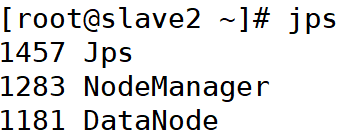 [root@slave2 ~]# jps
1457 Jps
1283 NodeManager
1181 DataNode